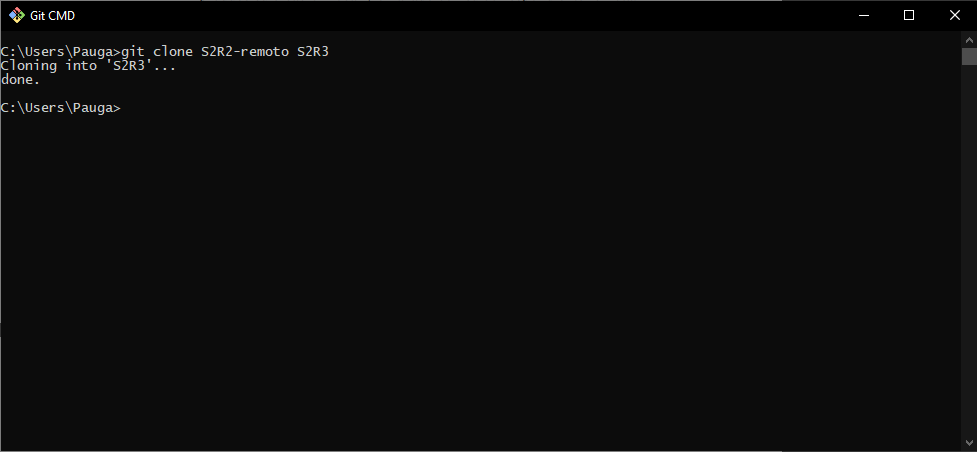 Git CMD
C:\Users\Pauga>git clone S2R2-remoto S2R3
Cloning into 'S2R3'...
done.
C:\Users\Pauga>